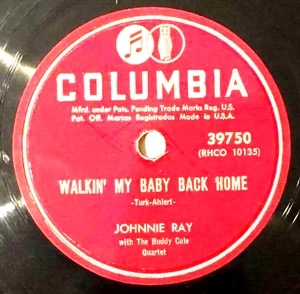 COLUMBIA
Mfrd. under Pats. Pending Trade Marks Reg. U.S.
Pat. Off. Marcas Registradas Made in U.S.A.
39750
(RHCO 10135)
WALKIN' MY BABY BACK HOME
-Turk-Ahlert-
JOHNNIE RAY
with The Buddy Cole
Quartet